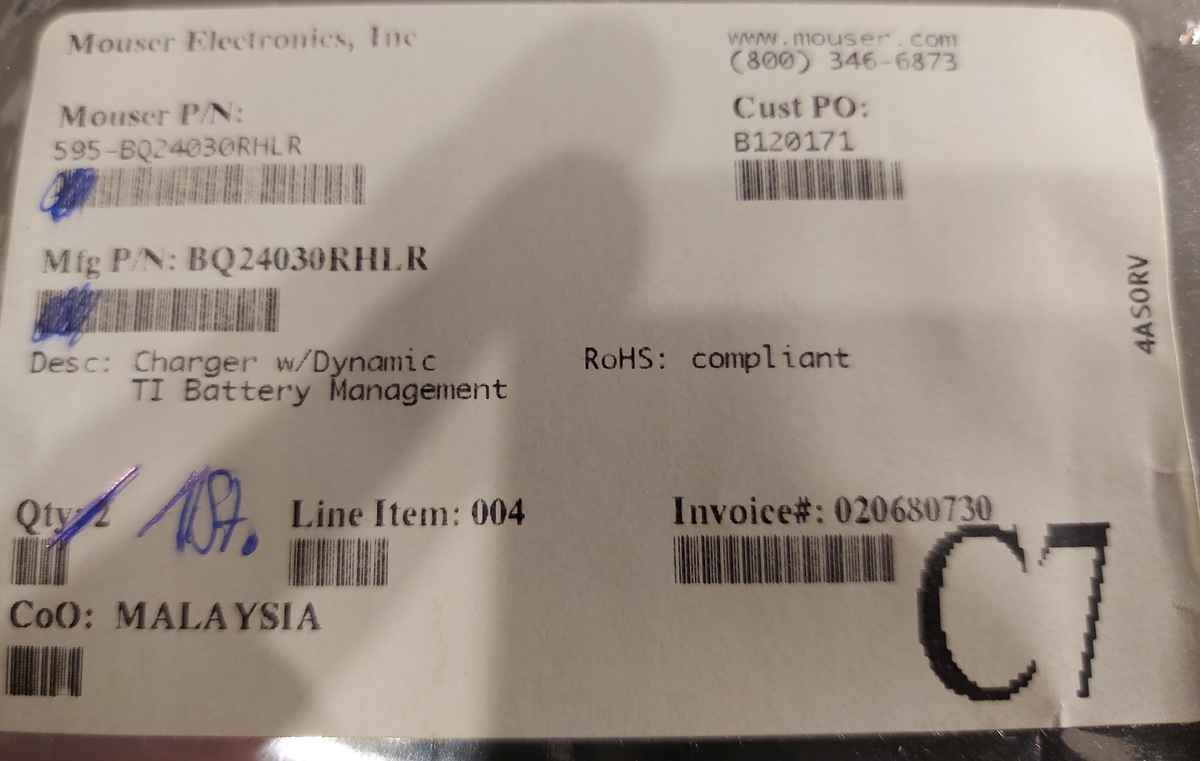 Mouser Electronics, Inc
www.mouser.com
(800) 346-6873
Mouser P/N:
595-BQ24030RHLR
Cust PO:
B120171
Mfg P/N: BQ24030RHLR
4ASORV
Desc: Charger w/Dynamic
TI Battery Management
RoHS: compliant
Qty: 2
Line Item: 004
Invoice#: 020680730
C7
CoO: MALAYSIA